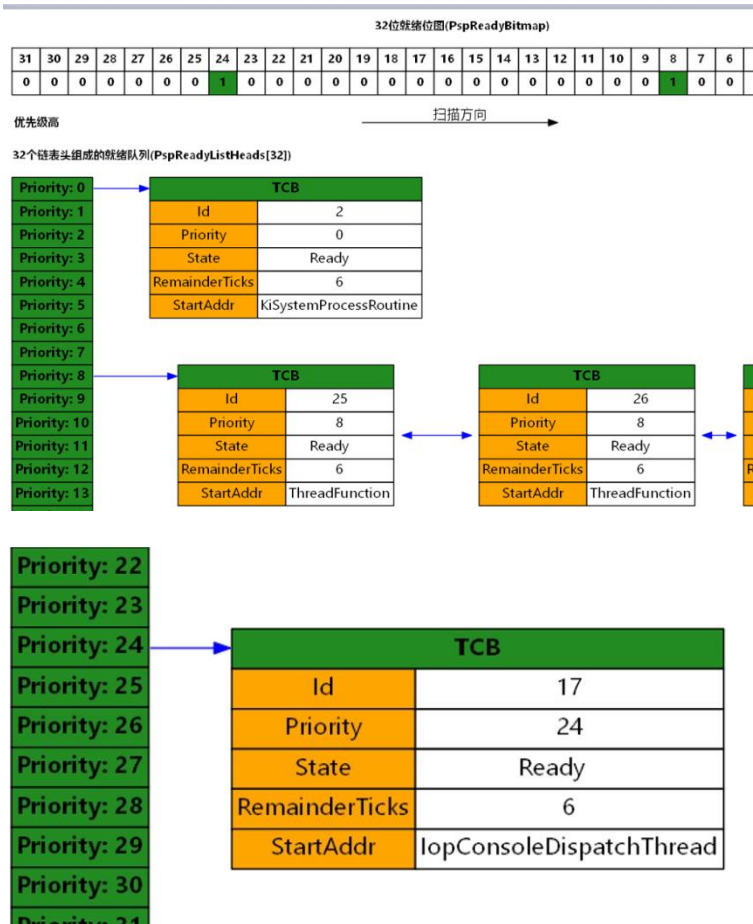 32位就绪位图(PspReadyBitmap)
31 30 29 28 27 26 25 24 23 22 21 20 19 18 17 16 15 14 13 12 11 10 9 8 7 6
0 0 0 0 0 0 0 1 0 0 0 0 0 0 0 0 0 0 0 0 0 0 0 1 0 0
优先级高
扫描方向
32个链表头组成的就绪队列(PspReadyListHeads[32])
Priority: 0
Priority: 1
Priority: 2
Priority: 3
Priority: 4
Priority: 5
Priority: 6
Priority: 7
Priority: 8
Priority: 9
Priority: 10
Priority: 11
Priority: 12
Priority: 13
TCB
Id 2
Priority 0
State Ready
RemainderTicks 6
StartAddr KiSystemProcessRoutine
TCB
Id 25
Priority 8
State Ready
RemainderTicks 6
StartAddr ThreadFunction
TCB
Id 26
Priority 8
State Ready
RemainderTicks 6
StartAddr ThreadFunction
R
Priority: 22
Priority: 23
Priority: 24
Priority: 25
Priority: 26
Priority: 27
Priority: 28
Priority: 29
Priority: 30
Priority: 31
TCB
Id 17
Priority 24
State Ready
RemainderTicks 6
StartAddr IopConsoleDispatchThread